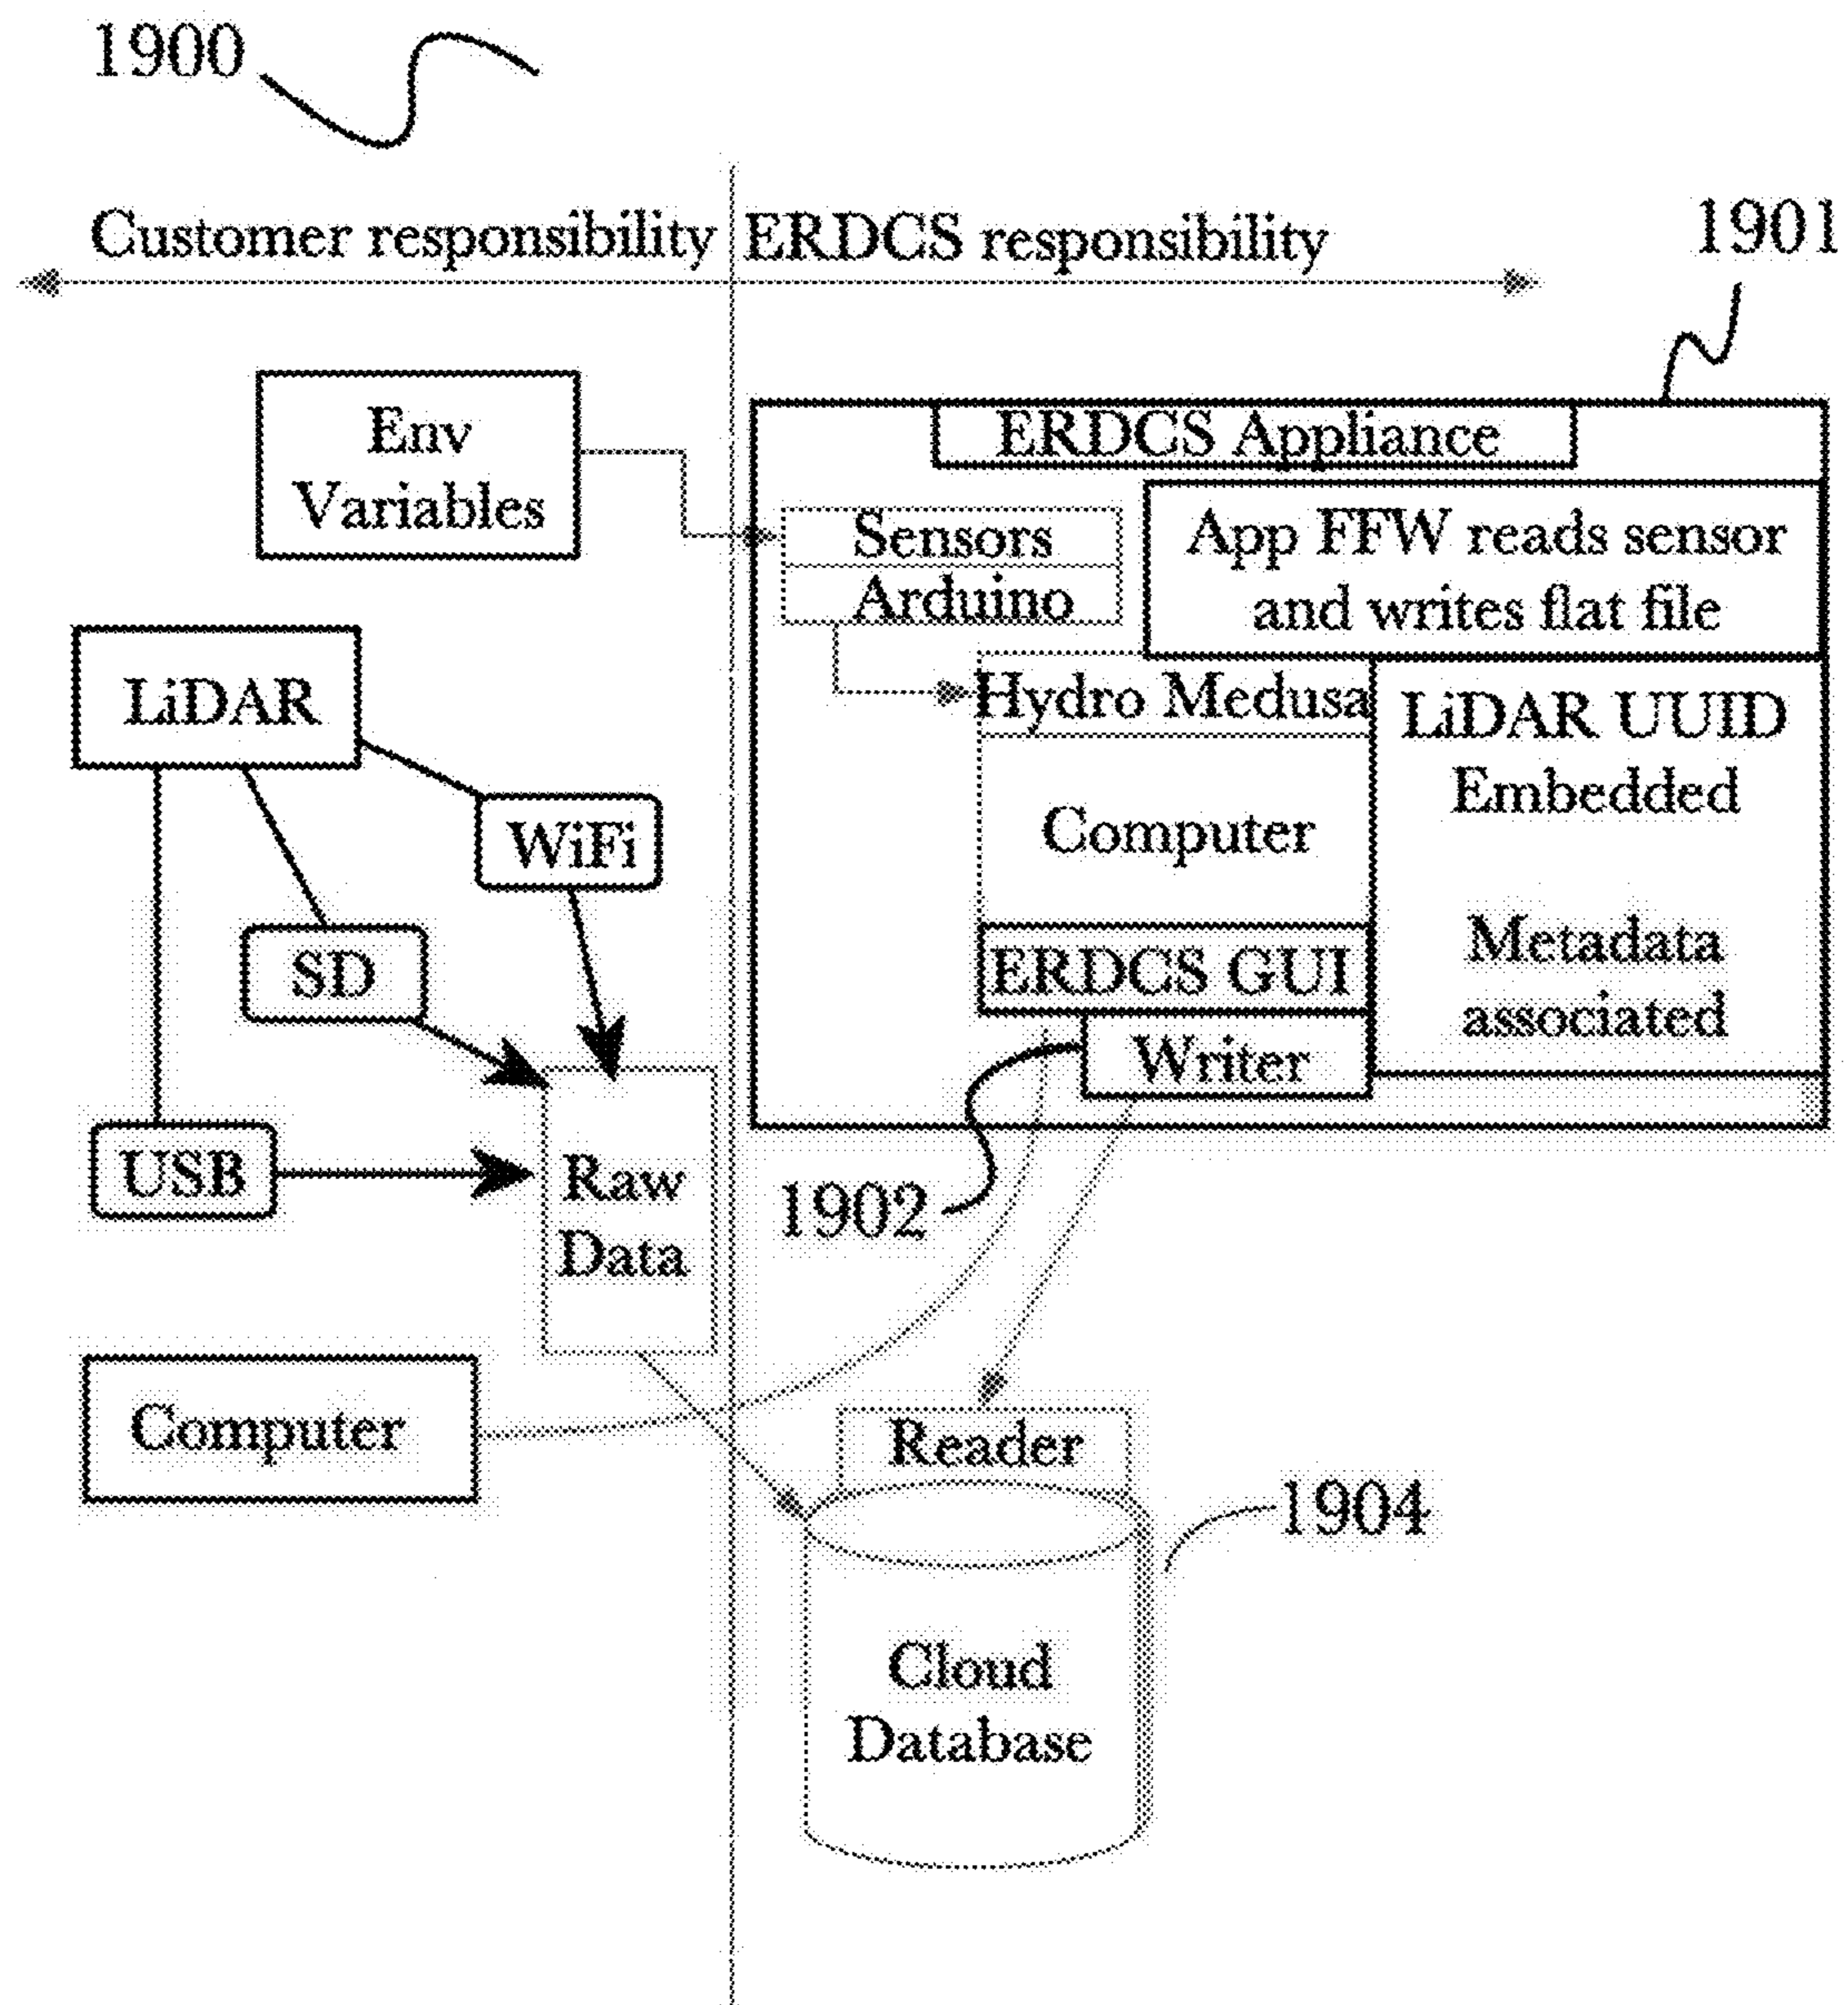 1900
Customer responsibility
ERDCS responsibility
1901
Env
Variables
ERDCS Appliance
Sensors
Arduino
App FFW reads sensor
and writes flat file
LiDAR
Hydro Medusa
LiDAR UUID
Embedded
WiFi
Computer
SD
ERDCS GUI
Metadata
associated
Writer
USB
Raw
Data
1902
Computer
Reader
1904
Cloud
Database